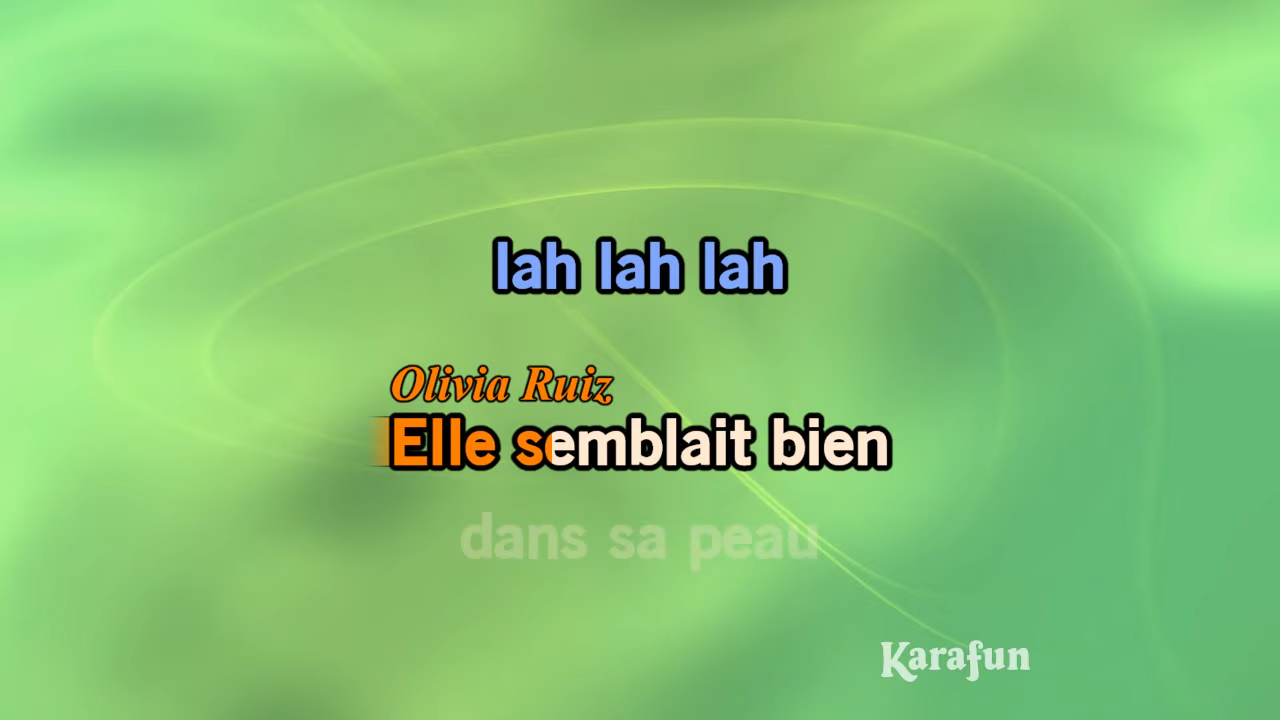 lah lah lah
Olivia Ruiz
Elle semblait bien
dans sa peau
Karafun